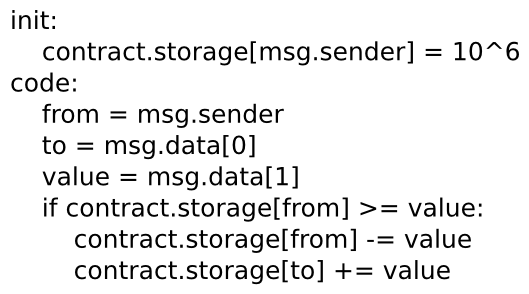 init:
    contract.storage[msg.sender] = 10^6
code:
    from = msg.sender
    to = msg.data[0]
    value = msg.data[1]
    if contract.storage[from] >= value:
        contract.storage[from] -= value
        contract.storage[to] += value